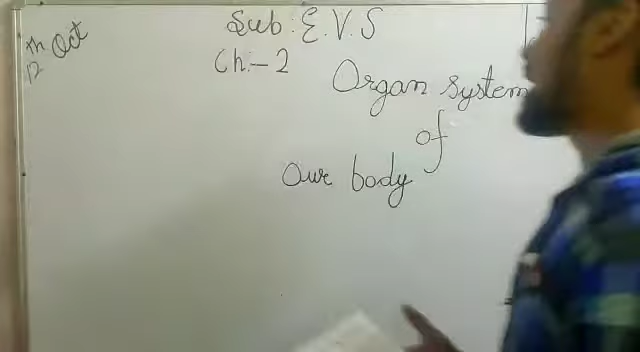 12th Oct
Sub: E.V.S
Ch:- 2
Organ System
of
Our body